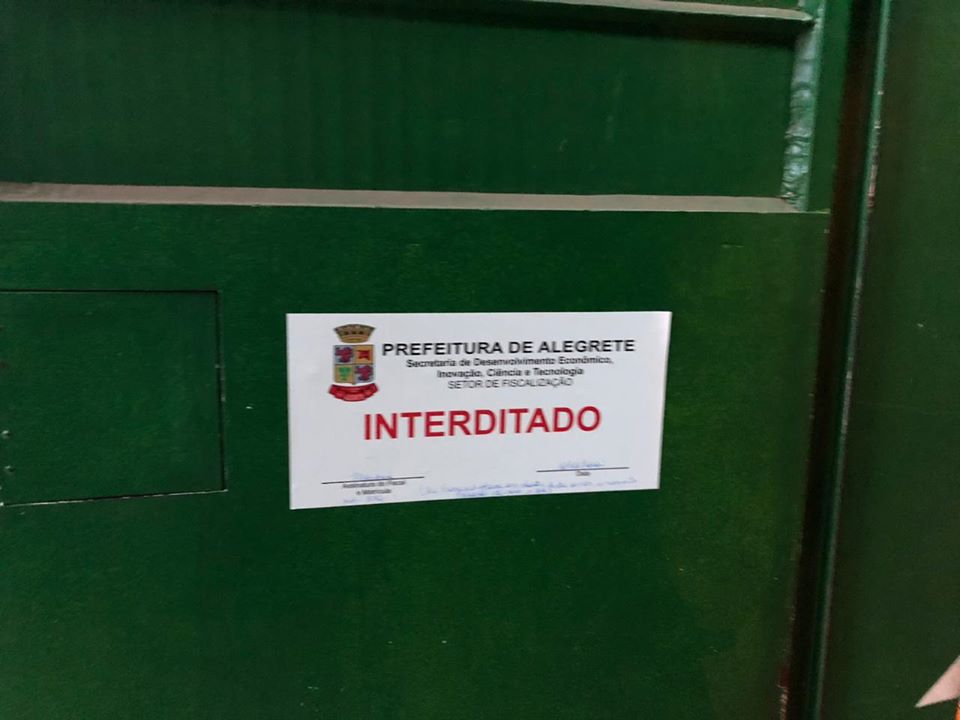 PREFEITURA DE ALEGRETE
Secretaria de Desenvolvimento Econômico,
Inovação, Ciência e Tecnologia
SETOR DE FISCALIZAÇÃO
INTERDITADO
Assinatura do Fiscal
e Matrícula
Data